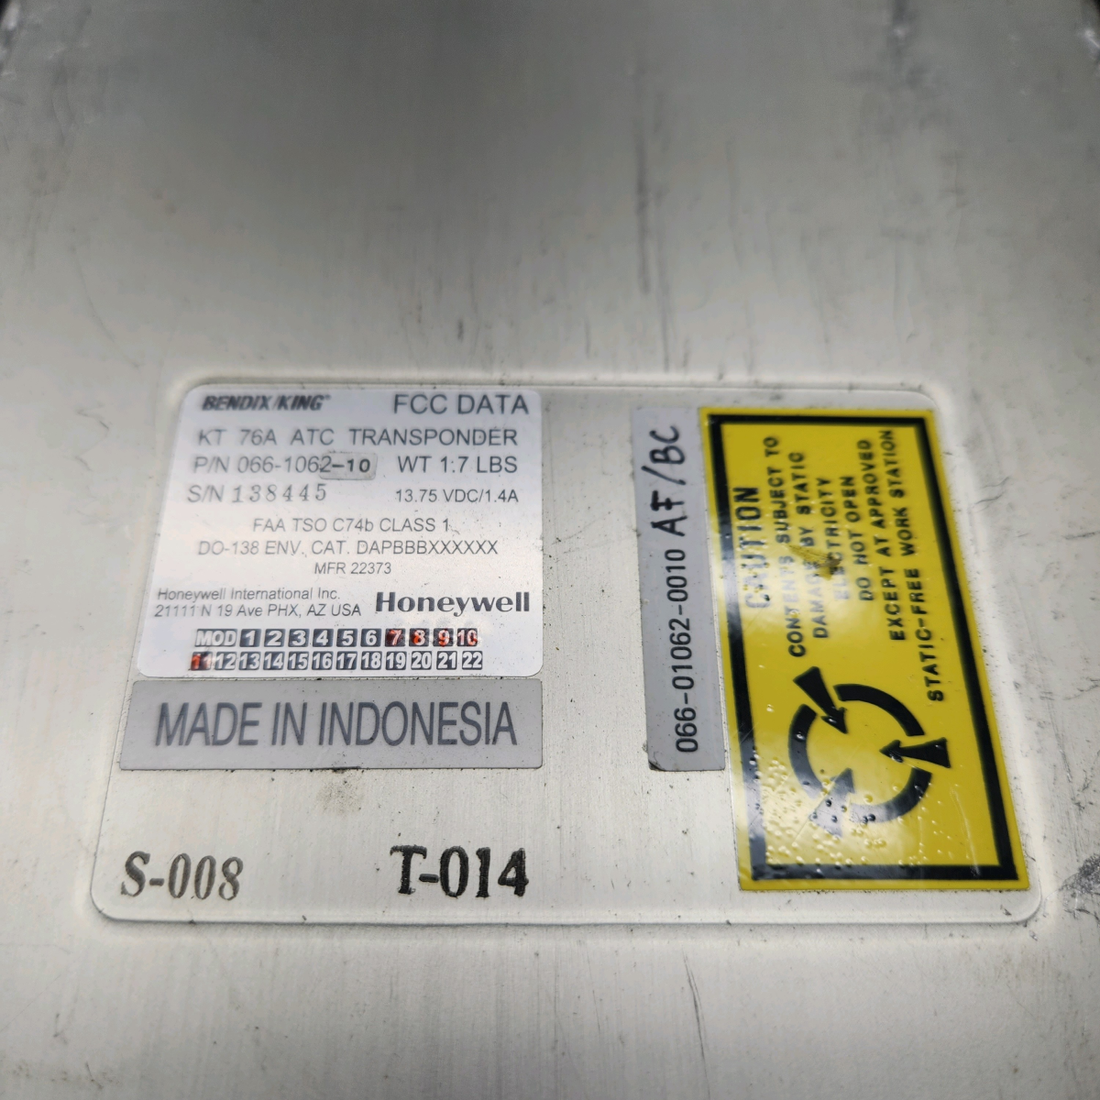 BENDIX/KING® FCC DATA
KT 76A ATC TRANSPONDER
P/N 066-1062-10 WT 1:7 LBS
S/N 138445 13.75 VDC/1.4A
FAA TSO C74b CLASS 1
DO-138 ENV. CAT. DAPBBBXXXXXX
MFR 22373
Honeywell International Inc.
21111 N 19 Ave PHX, AZ USA Honeywell
MOD 1 2 3 4 5 6 7 8 9 10
11 12 13 14 15 16 17 18 19 20 21 22
MADE IN INDONESIA
S-008 T-014
066-01062-0010 AF/BC
CAUTION
CONTENTS SUBJECT TO
DAMAGE BY STATIC
ELECTRICITY
DO NOT OPEN
EXCEPT AT APPROVED
STATIC-FREE WORK STATION